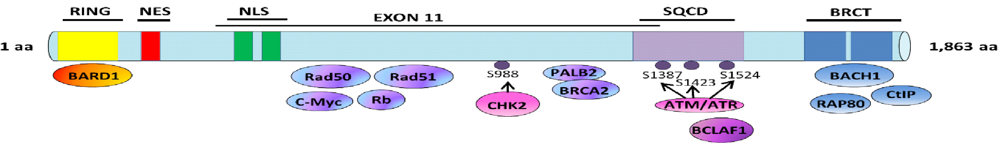 RING
NES
NLS
EXON 11
SQCD
BRCT
1 aa
1,863 aa
BARD1
Rad50
Rad51
C-Myc
Rb
S988
CHK2
PALB2
BRCA2
S1387
S1423
S1524
ATM/ATR
BCLAF1
BACH1
CtIP
RAP80